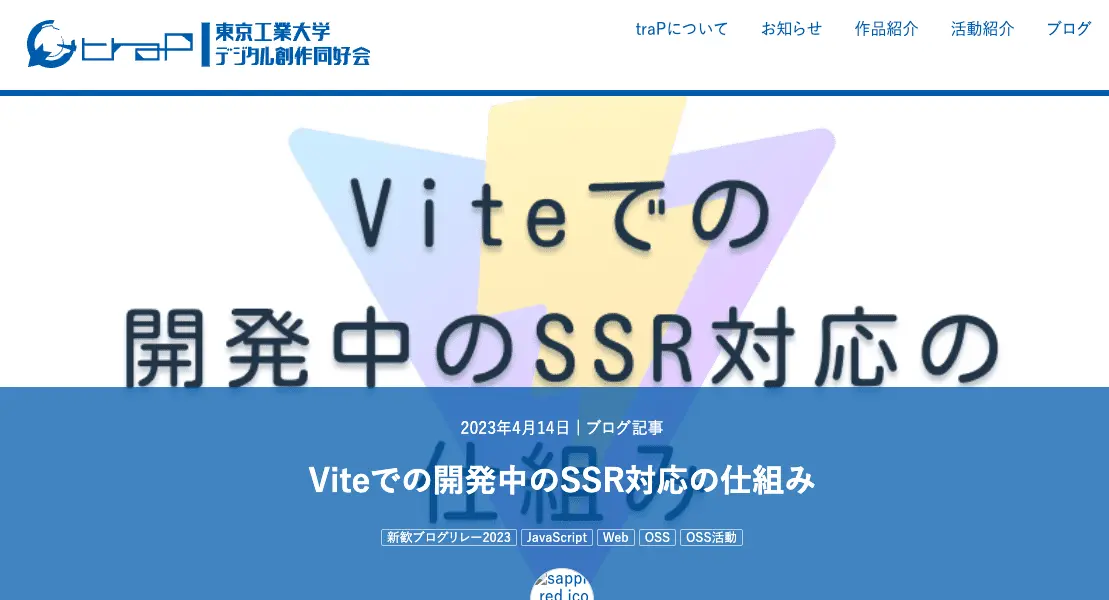 traP
東京工業大学
デジタル創作同好会
traPについて お知らせ 作品紹介 活動紹介 ブログ
Viteでの
開発中のSSR対応の
仕組み
2023年4月14日 | ブログ記事
Viteでの開発中のSSR対応の仕組み
新歓ブログリレー2023 JavaScript Web OSS OSS活動